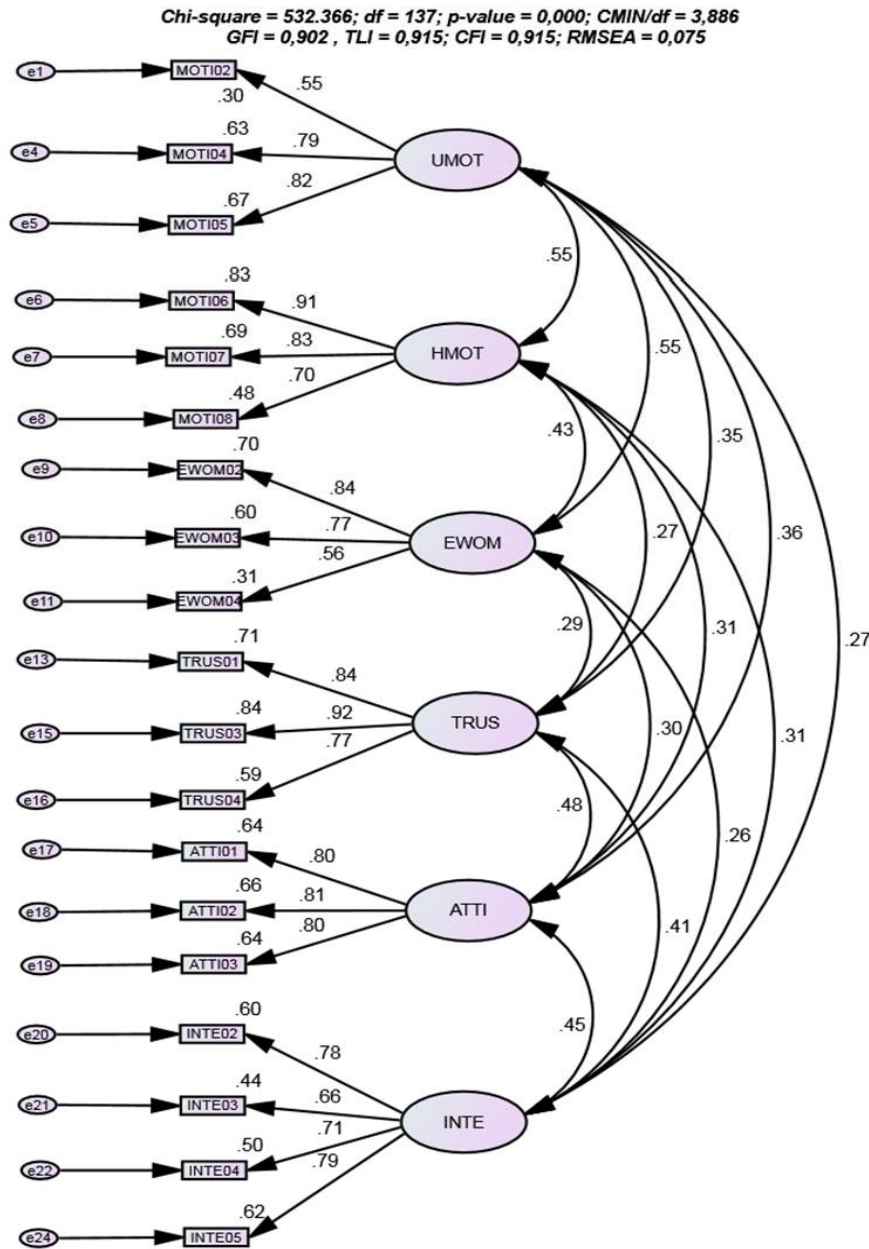 Chi-square = 532.366; df = 137; p-value = 0,000; CMIN/df = 3,886
GFI = 0,902 , TLI = 0,915; CFI = 0,915; RMSEA = 0,075
e1 MOTI02
.30 .55
.63
e4 MOTI04 .79 UMOT
.67 .82
e5 MOTI05
.55
.83
e6 MOTI06 .91
.69
e7 MOTI07 .83 HMOT .55
.48 .70
e8 MOTI08 .43 .35
.70
e9 EWOM02 .84
.60
e10 EWOM03 .77 EWOM .27 .36
.31 .56
e11 EWOM04
.29 .31 .27
.71
e13 TRUS01 .84
.84
e15 TRUS03 .92 TRUS .30 .31
.59 .77
e16 TRUS04 .48
.64
e17 ATTI01 .80 .26
.66
e18 ATTI02 .81 ATTI
.64 .80 .41
e19 ATTI03
.60 .45
e20 INTE02 .78
.44
e21 INTE03 .66 INTE
.50 .71
e22 INTE04 .79
.62
e24 INTE05